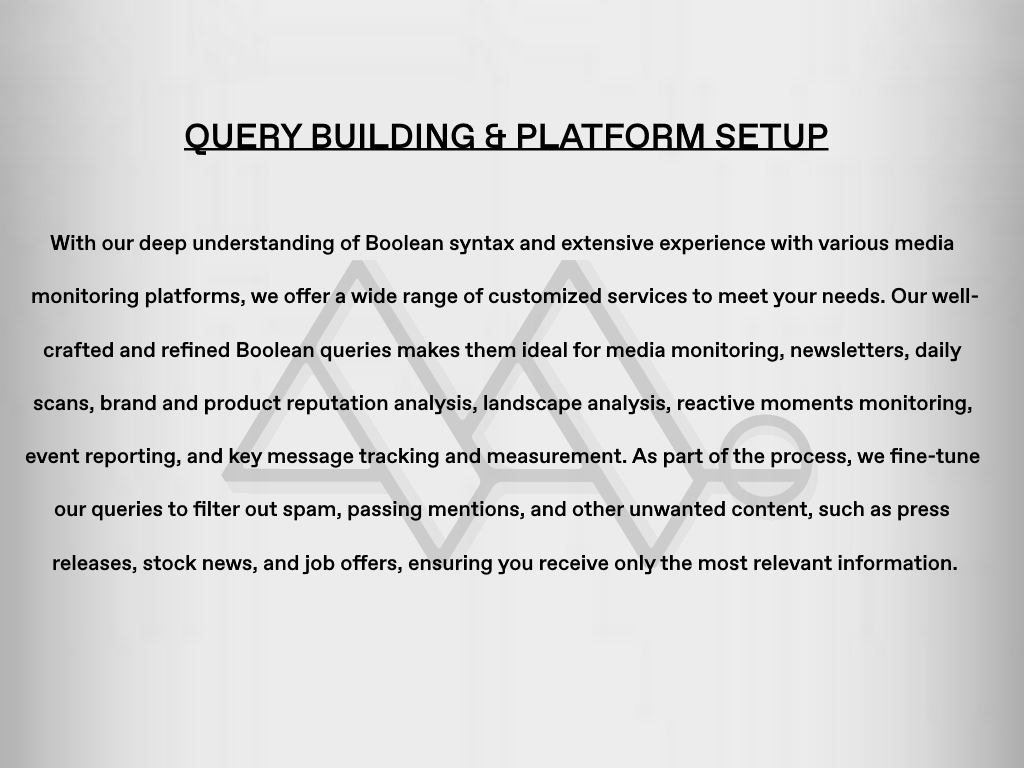 QUERY BUILDING & PLATFORM SETUP
With our deep understanding of Boolean syntax and extensive experience with various media
monitoring platforms, we offer a wide range of customized services to meet your needs. Our well-
crafted and refined Boolean queries makes them ideal for media monitoring, newsletters, daily
scans, brand and product reputation analysis, landscape analysis, reactive moments monitoring,
event reporting, and key message tracking and measurement. As part of the process, we fine-tune
our queries to filter out spam, passing mentions, and other unwanted content, such as press
releases, stock news, and job offers, ensuring you receive only the most relevant information.